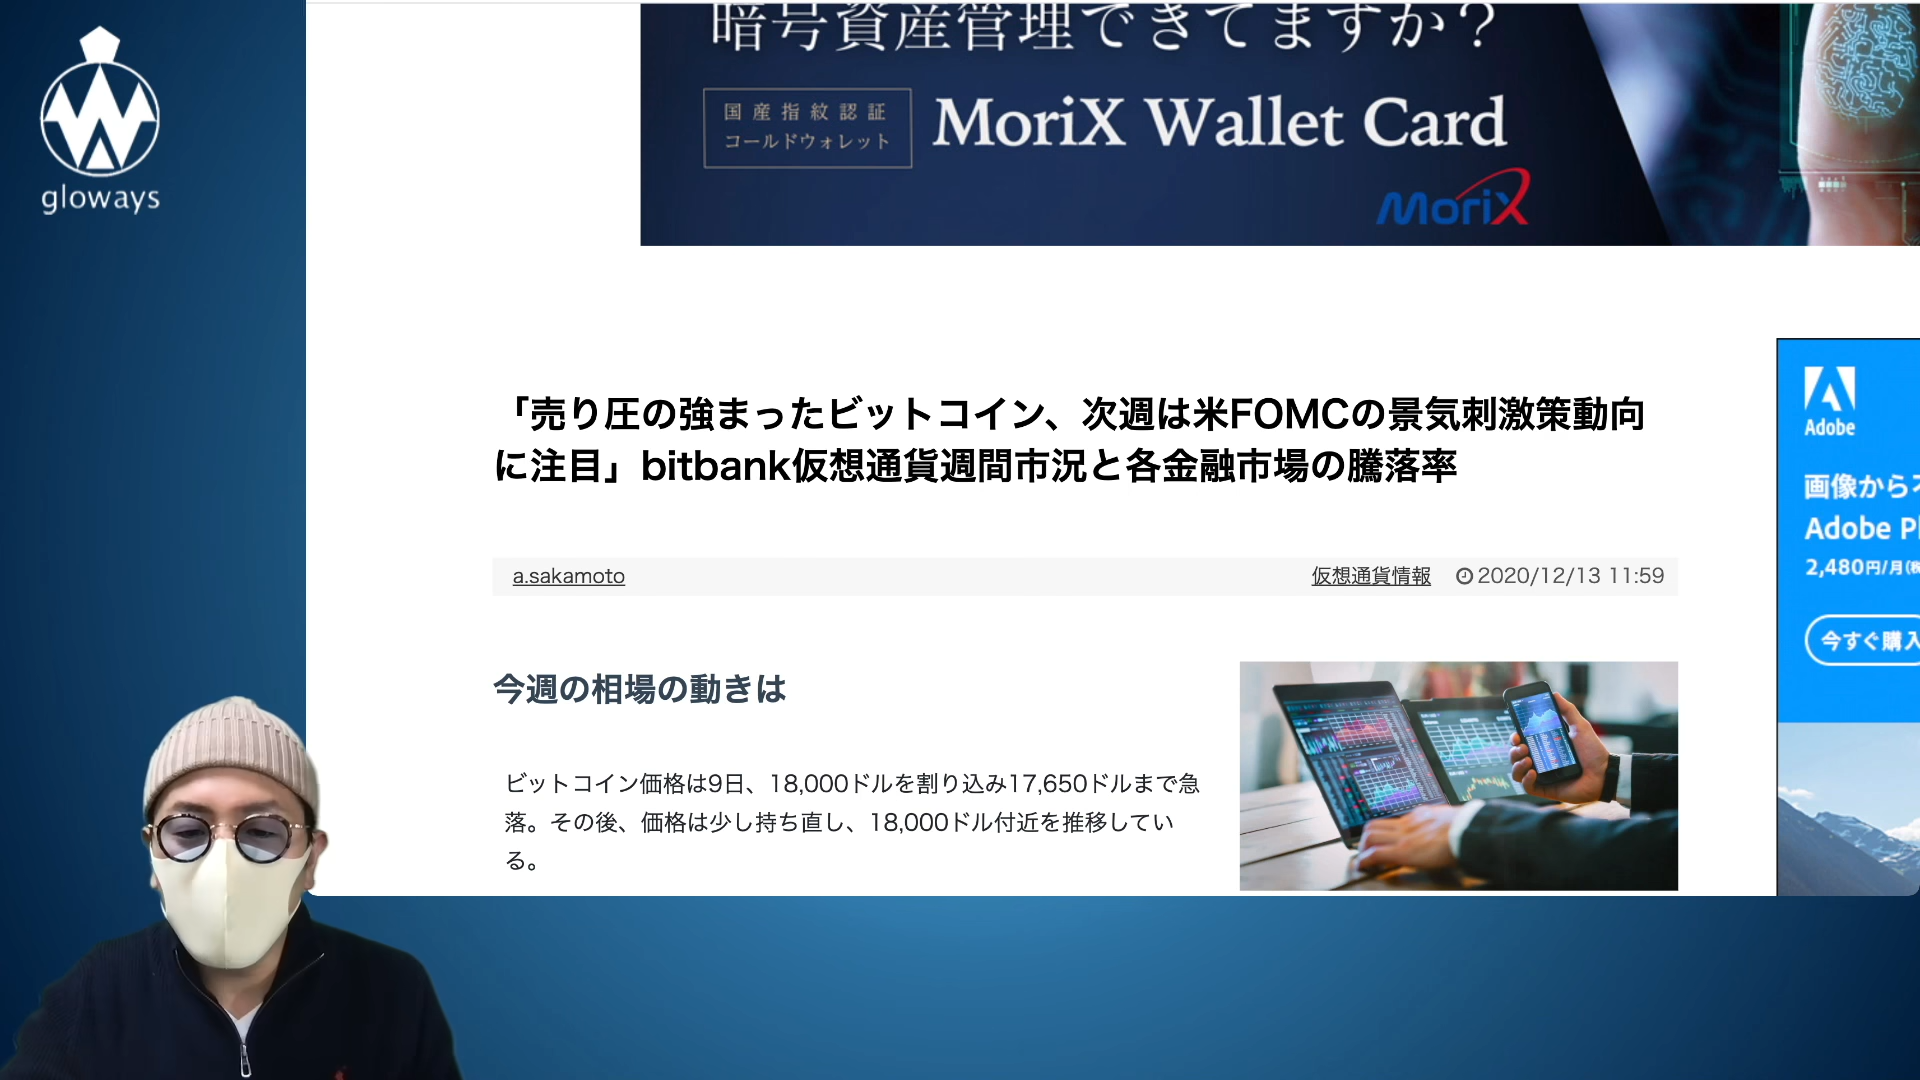 暗号資産管理できてますか？
国産指紋認証
コールドウォレット
MoriX Wallet Card
MoriX
gloways
「売り圧の強まったビットコイン、次週は米FOMCの景気刺激策動向
に注目」bitbank仮想通貨週間市況と各金融市場の騰落率
a.sakamoto
仮想通貨情報
2020/12/13 11:59
今週の相場の動きは
ビットコイン価格は9日、18,000ドルを割り込み17,650ドルまで急
落。その後、価格は少し持ち直し、18,000ドル付近を推移してい
る。
Adobe
画像から
Adobe
2,480円/月
今すぐ購入